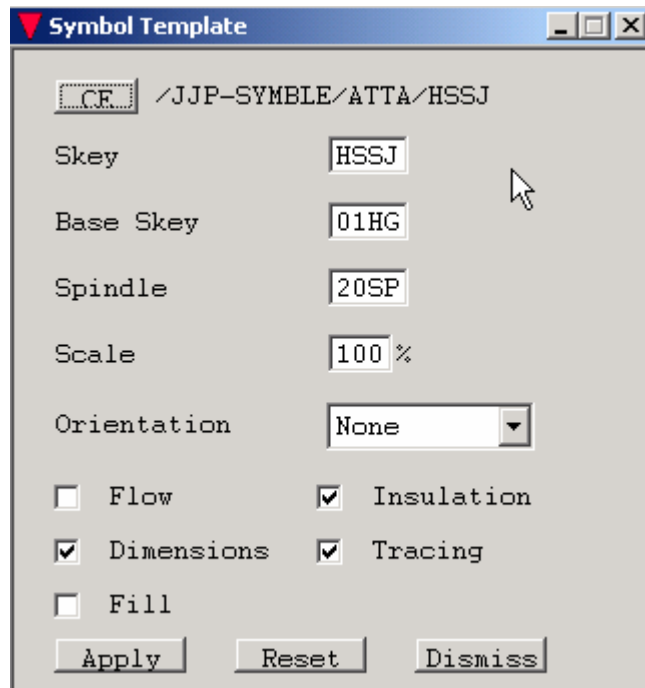 Symbol Template
CE /JJP-SYMBLE/ATTA/HSSJ
Skey HSSJ
Base Skey 01HG
Spindle 20SP
Scale 100 %
Orientation None
Flow Insulation
Dimensions Tracing
Fill
Apply Reset Dismiss